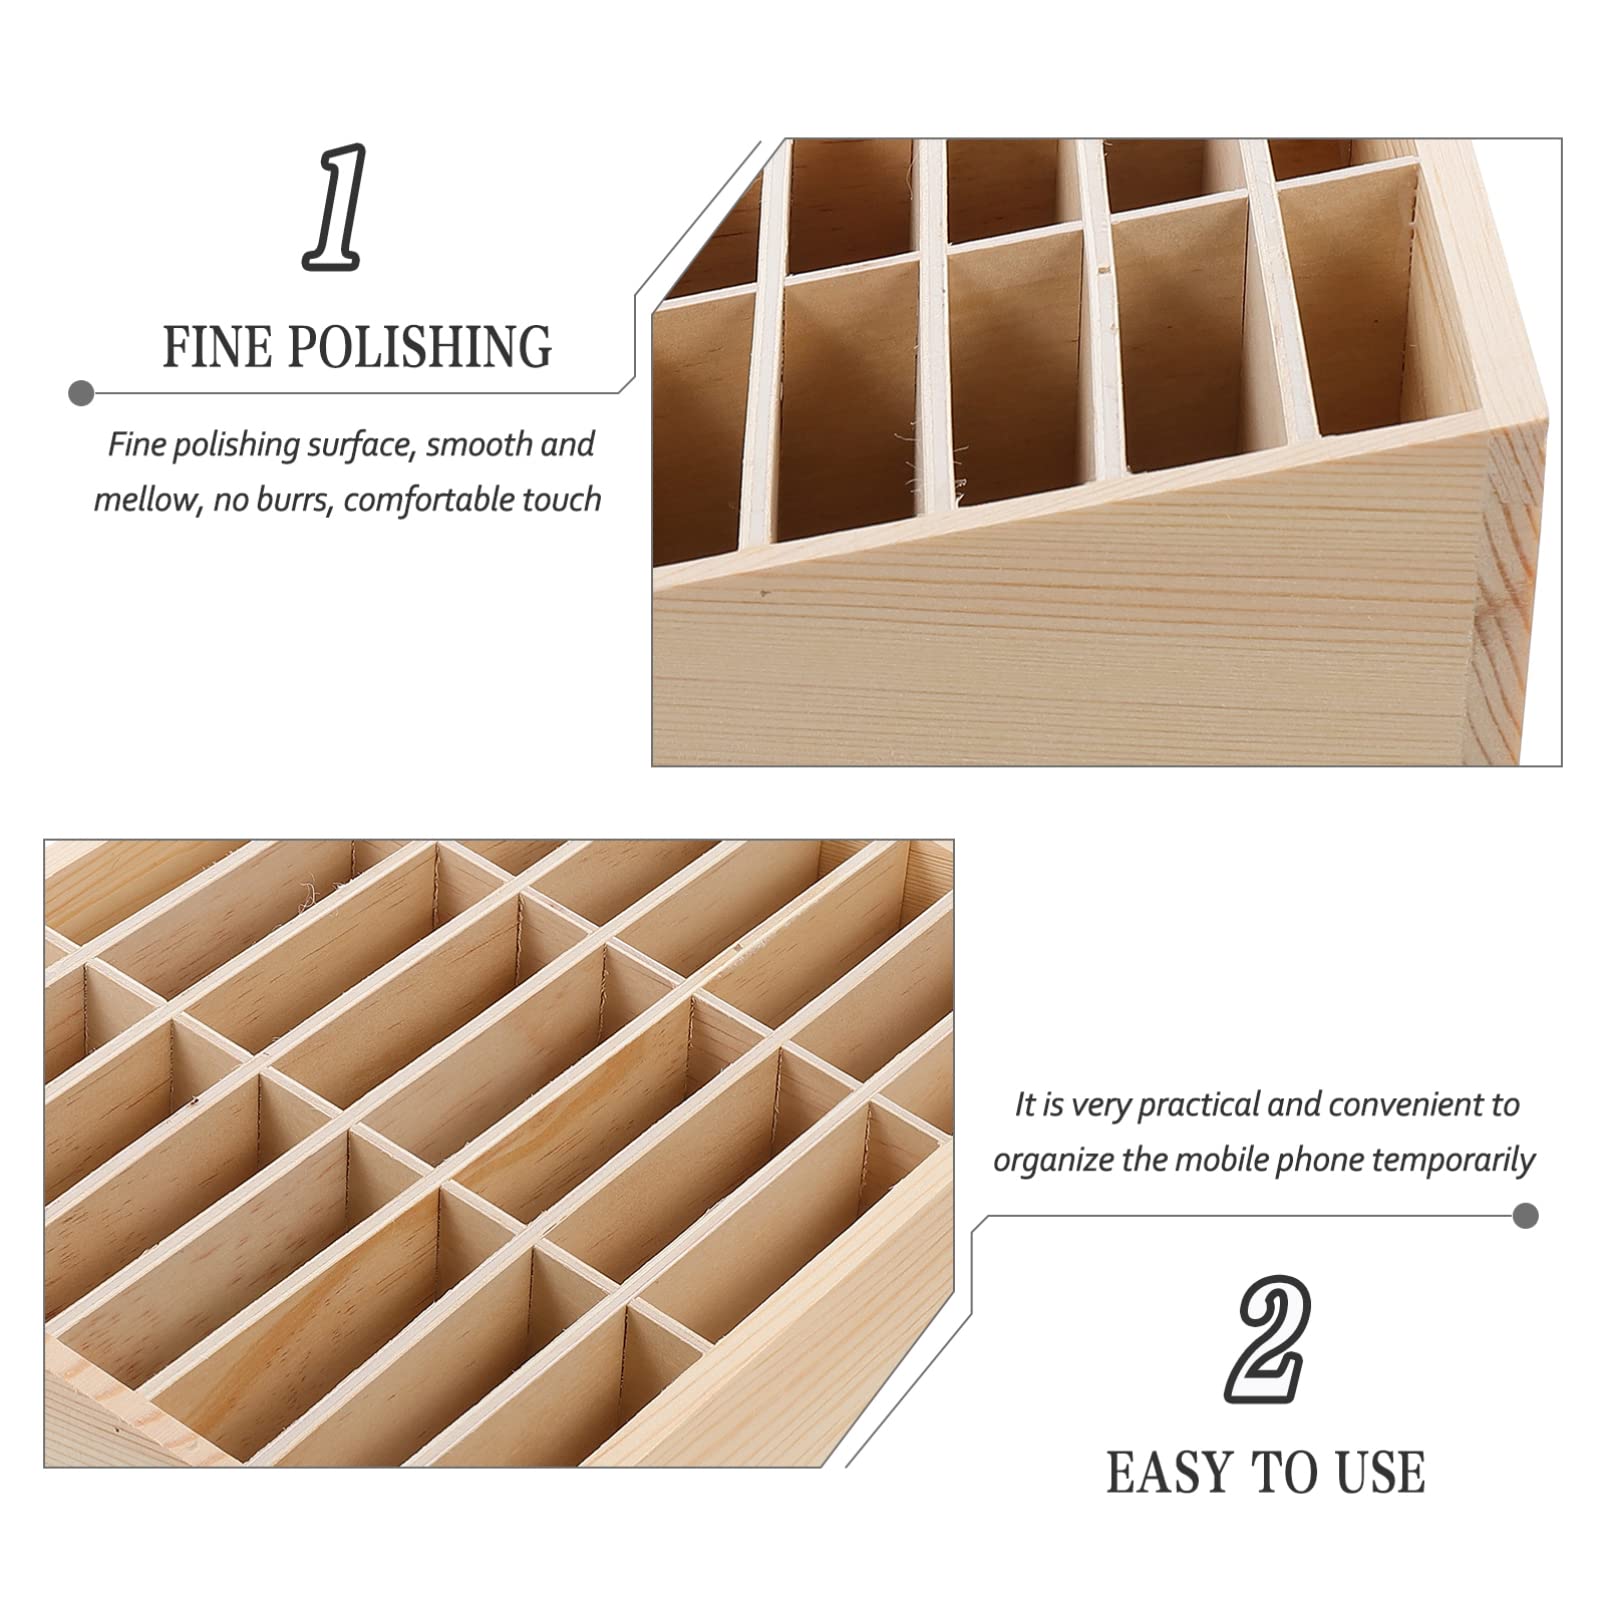 1
FINE POLISHING
Fine polishing surface, smooth and
mellow, no burrs, comfortable touch
It is very practical and convenient to
organize the mobile phone temporarily
2
EASY TO USE